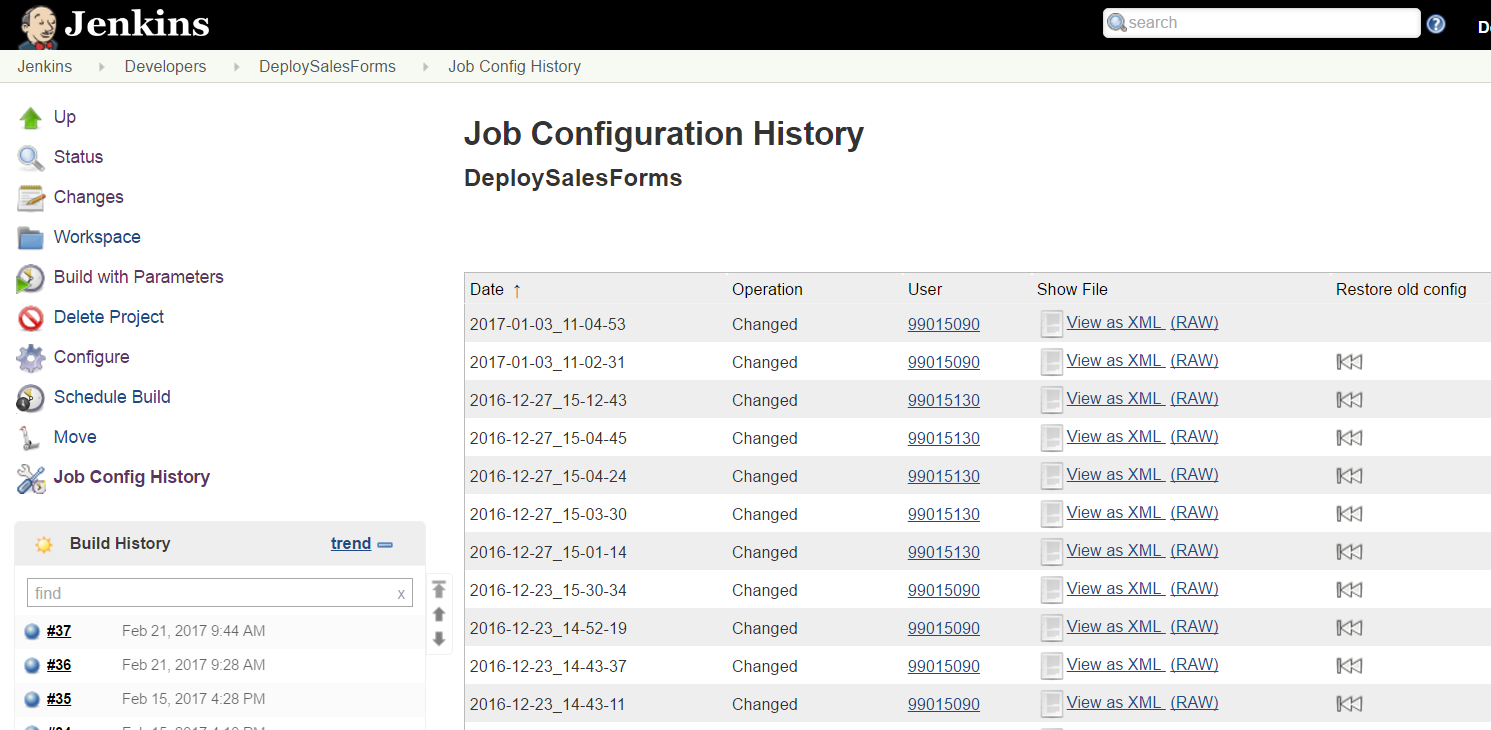 Jenkins
search
D
Jenkins Developers DeploySalesForms Job Config History
Up
Status
Changes
Workspace
Build with Parameters
Delete Project
Configure
Schedule Build
Move
Job Config History
Build History trend
find x
#37 Feb 21, 2017 9:44 AM
#36 Feb 21, 2017 9:28 AM
#35 Feb 15, 2017 4:28 PM
Job Configuration History
DeploySalesForms
Date ↑ Operation User Show File Restore old config
2017-01-03_11-04-53 Changed 99015090 View as XML (RAW)
2017-01-03_11-02-31 Changed 99015090 View as XML (RAW)
2016-12-27_15-12-43 Changed 99015130 View as XML (RAW)
2016-12-27_15-04-45 Changed 99015130 View as XML (RAW)
2016-12-27_15-04-24 Changed 99015130 View as XML (RAW)
2016-12-27_15-03-30 Changed 99015130 View as XML (RAW)
2016-12-27_15-01-14 Changed 99015130 View as XML (RAW)
2016-12-23_15-30-34 Changed 99015090 View as XML (RAW)
2016-12-23_14-52-19 Changed 99015090 View as XML (RAW)
2016-12-23_14-43-37 Changed 99015090 View as XML (RAW)
2016-12-23_14-43-11 Changed 99015090 View as XML (RAW)